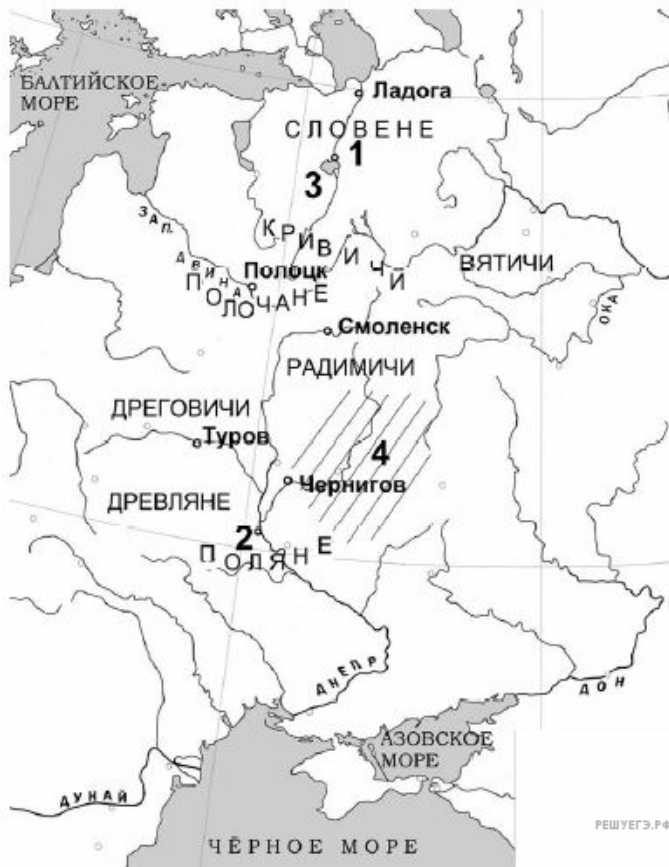 БАЛТИЙСКОЕ
МОРЕ
Ладога
СЛОВЕНЕ
1
3
ЗАП.
ДВИНА
КРИВИЧИ
Полоцк
ПОЛОЧАНЕ
ВЯТИЧИ
ОКА
Смоленск
РАДИМИЧИ
ДРЕГОВИЧИ
Туров
4
Чернигов
ДРЕВЛЯНЕ
2
ПОЛЯНЕ
ДНЕПР
ДОН
АЗОВСКОЕ
МОРЕ
ДУНАЙ
ЧЁРНОЕ МОРЕ
РЕШУЕГЭ.РФ